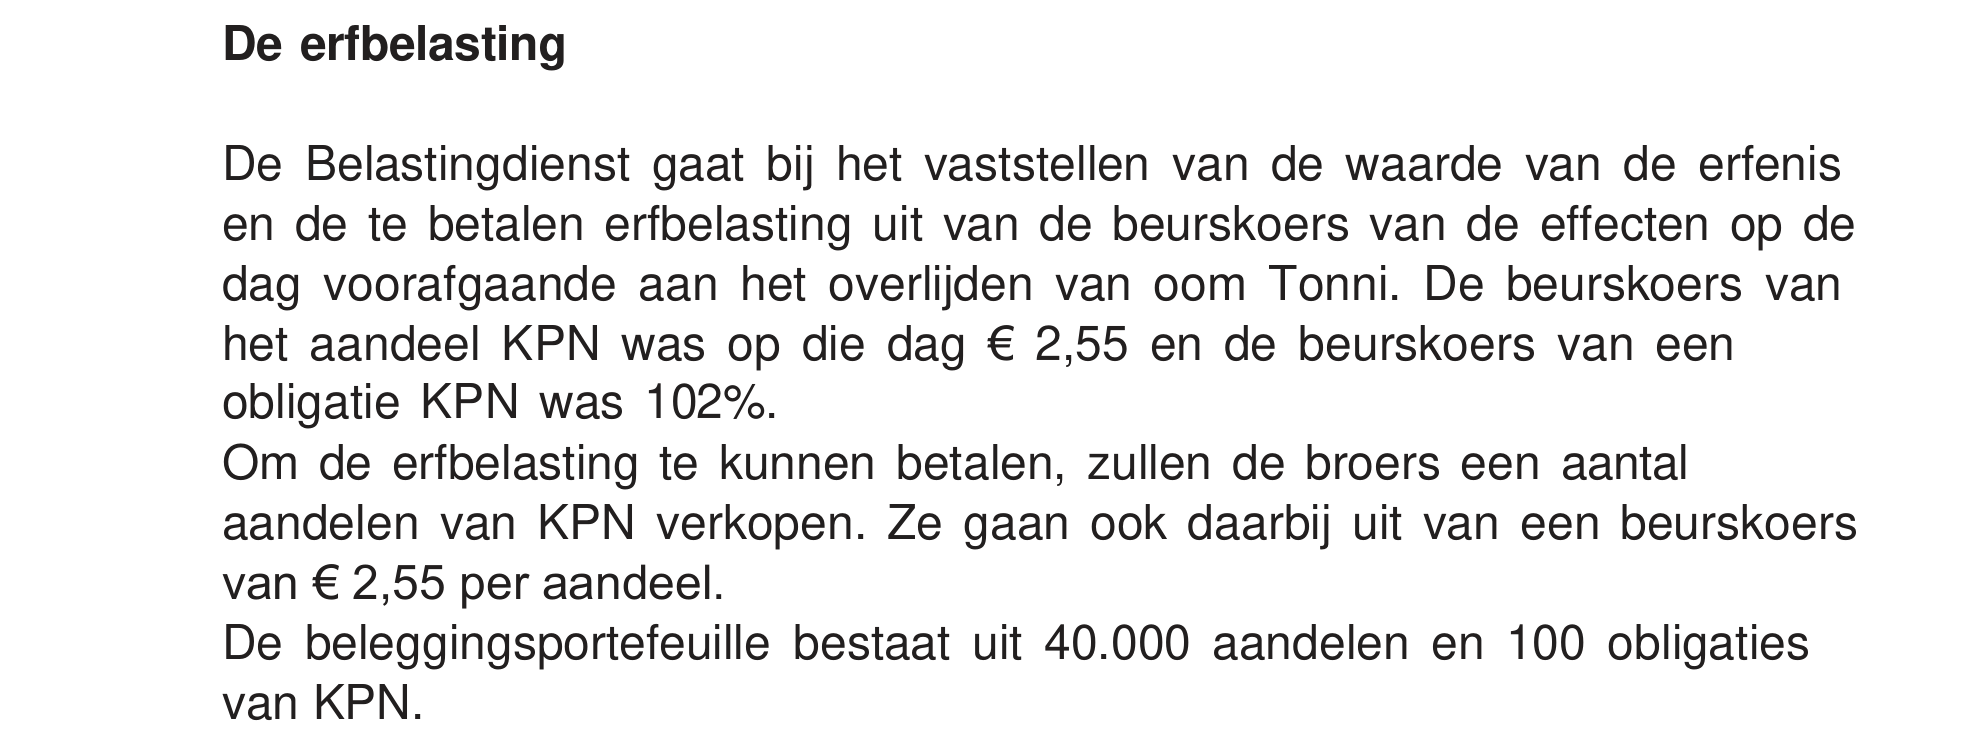 De erfbelasting
De Belastingdienst gaat bij het vaststellen van de waarde van de erfenis
en de te betalen erfbelasting uit van de beurskoers van de effecten op de
dag voorafgaande aan het overlijden van oom Tonni. De beurskoers van
het aandeel KPN was op die dag € 2,55 en de beurskoers van een
obligatie KPN was 102%.
Om de erfbelasting te kunnen betalen, zullen de broers een aantal
aandelen van KPN verkopen. Ze gaan ook daarbij uit van een beurskoers
van € 2,55 per aandeel.
De beleggingsportefeuille bestaat uit 40.000 aandelen en 100 obligaties
van KPN.